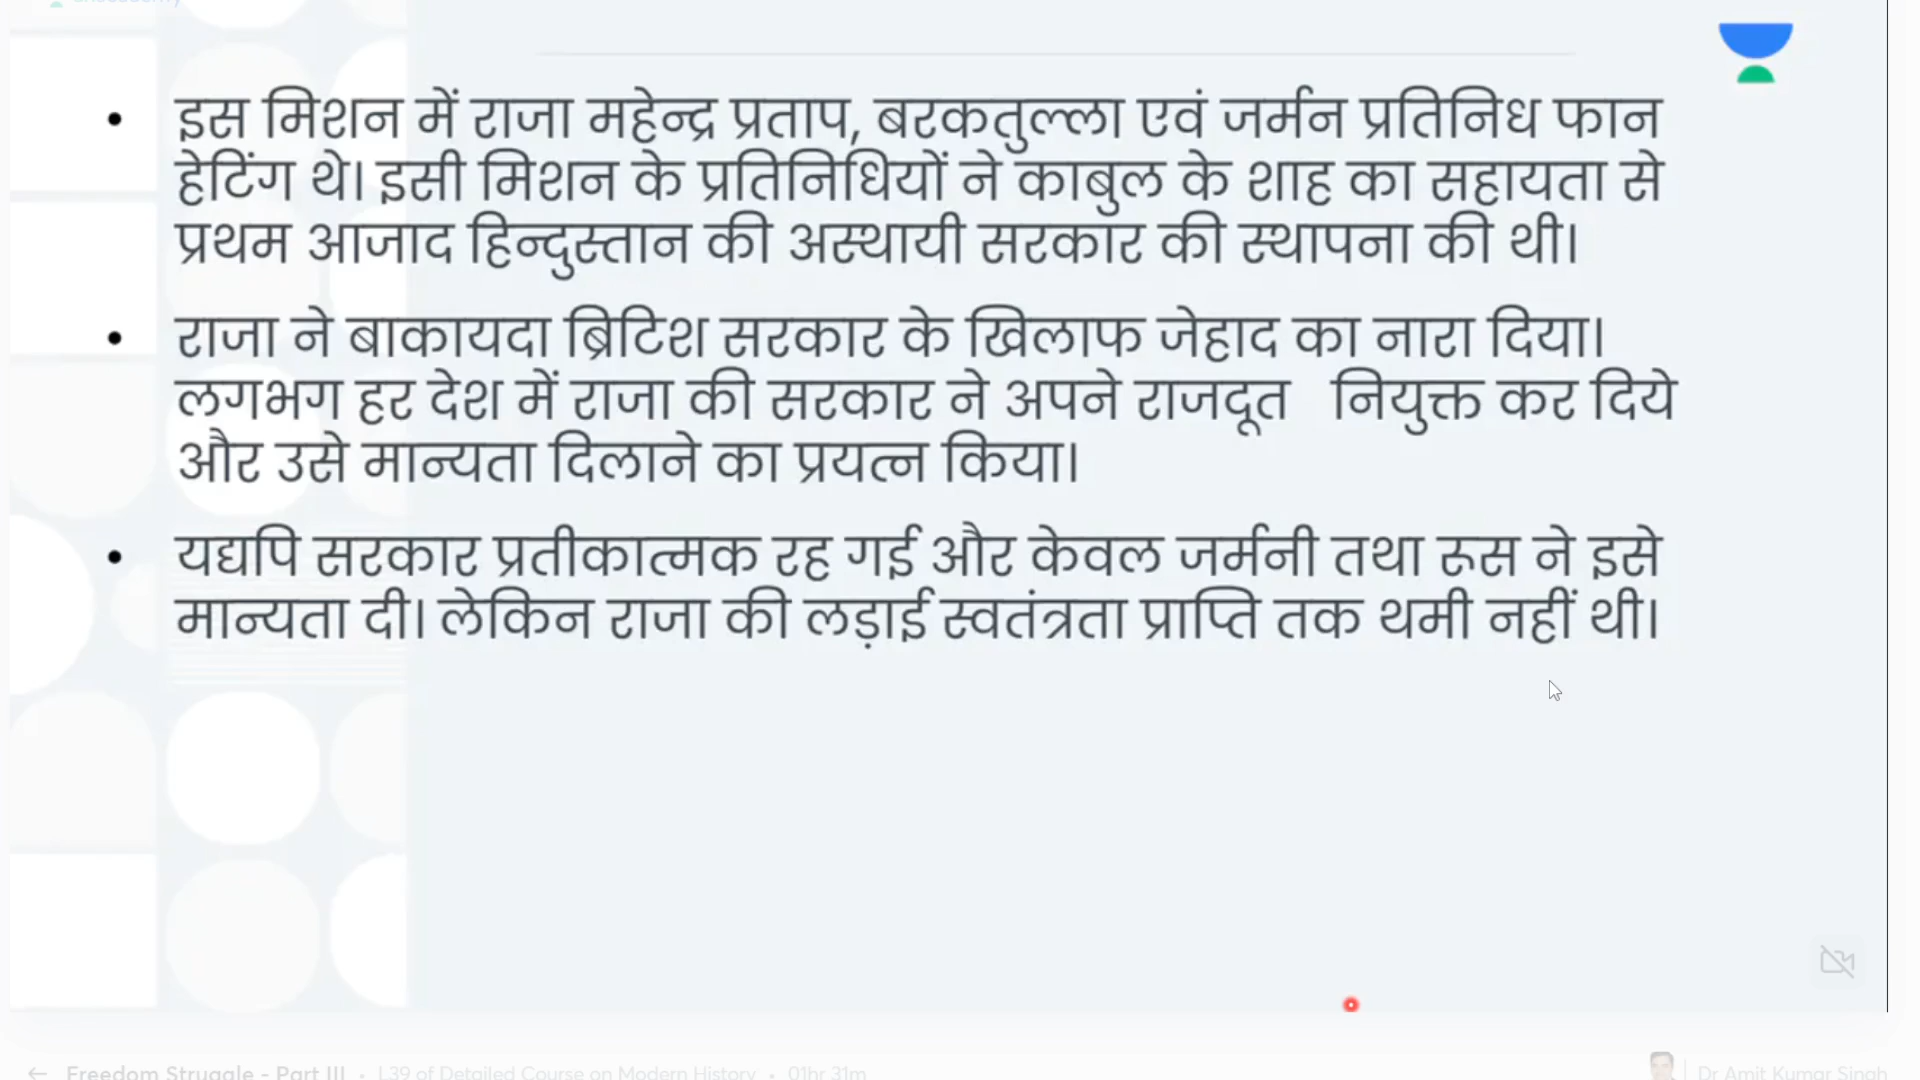 • इस मिशन में राजा महेन्द्र प्रताप, बरकतुल्ला एवं जर्मन प्रतिनिध फान
हेटिंग थे। इसी मिशन के प्रतिनिधियों ने काबुल के शाह का सहायता से
प्रथम आजाद हिन्दुस्तान की अस्थायी सरकार की स्थापना की थी।
• राजा ने बाकायदा ब्रिटिश सरकार के खिलाफ जेहाद का नारा दिया।
लगभग हर देश में राजा की सरकार ने अपने राजदूत नियुक्त कर दिये
और उसे मान्यता दिलाने का प्रयत्न किया।
• यद्यपि सरकार प्रतीकात्मक रह गई और केवल जर्मनी तथा रूस ने इसे
मान्यता दी। लेकिन राजा की लड़ाई स्वतंत्रता प्राप्ति तक थमी नहीं थी।
← Freedom Struggle - Part III • L39 of Detailed Course on Modern History • 01hr 31m
Dr Amit Kumar Singh